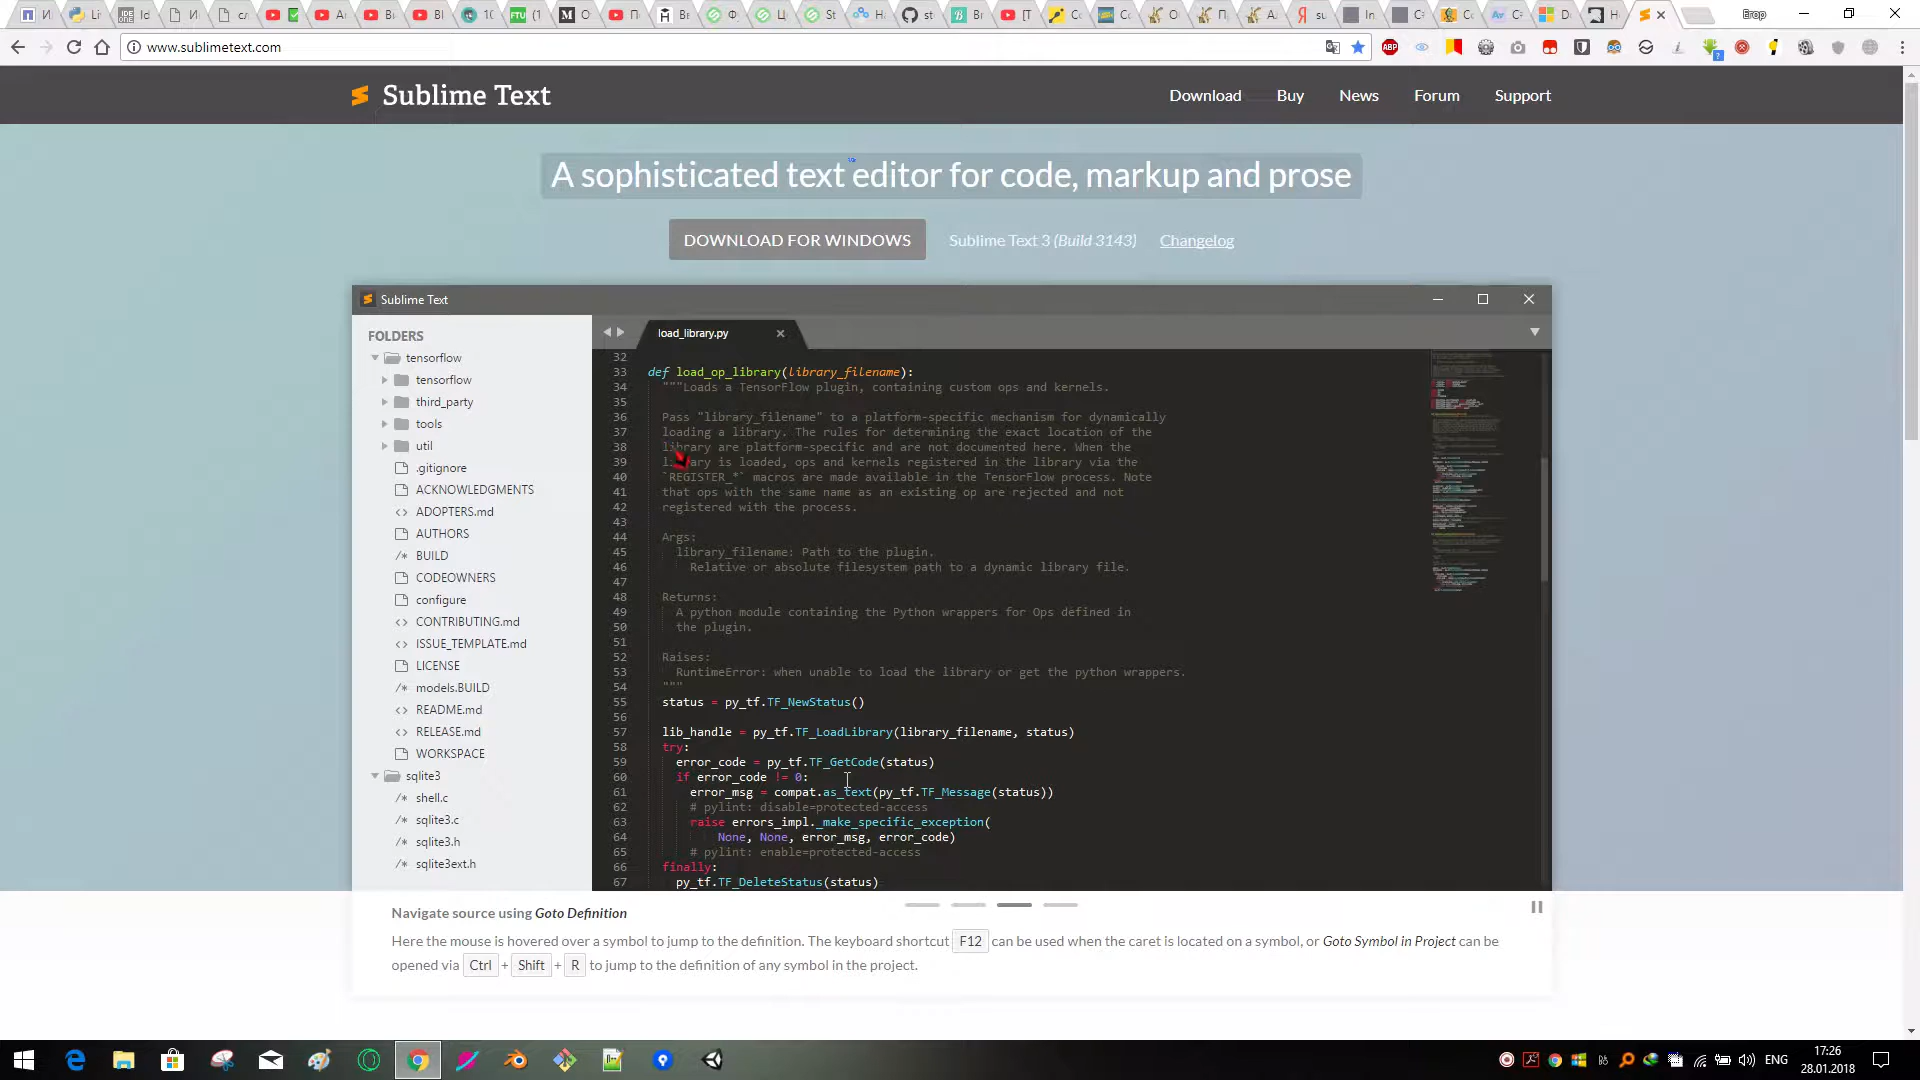 Егор
www.sublimetext.com
Sublime Text
Download
Buy
News
Forum
Support
A sophisticated text editor for code, markup and prose
DOWNLOAD FOR WINDOWS
Sublime Text 3 (Build 3143)
Changelog
Sublime Text
FOLDERS
tensorflow
tensorflow
third_party
tools
util
.gitignore
ACKNOWLEDGMENTS
ADOPTERS.md
AUTHORS
/* BUILD
CODEOWNERS
configure
<> CONTRIBUTING.md
<> ISSUE_TEMPLATE.md
LICENSE
/* models.BUILD
<> README.md
<> RELEASE.md
<> WORKSPACE
sqlite3
/* shell.c
/* sqlite3.c
/* sqlite3.h
/* sqlite3ext.h
load_library.py
32
33 def load_op_library(library_filename):
34 """Loads a TensorFlow plugin, containing custom ops and kernels.
35
36 Pass "library_filename" to a platform-specific mechanism for dynamically
37 loading a library. The rules for determining the exact location of the
38 library are platform-specific and are not documented here. When the
39 library is loaded, ops and kernels registered in the library via the
40 `REGISTER_*` macros are made available in the TensorFlow process. Note
41 that ops with the same name as an existing op are rejected and not
42 registered with the process.
43
44 Args:
45 library_filename: Path to the plugin.
46 Relative or absolute filesystem path to a dynamic library file.
47
48 Returns:
49 A python module containing the Python wrappers for Ops defined in
50 the plugin.
51
52 Raises:
53 RuntimeError: when unable to load the library or get the python wrappers.
54 """
55 status = py_tf.TF_NewStatus()
56
57 lib_handle = py_tf.TF_LoadLibrary(library_filename, status)
58 try:
59 error_code = py_tf.TF_GetCode(status)
60 if error_code != 0:
61 error_msg = compat.as_text(py_tf.TF_Message(status))
62 # pylint: disable=protected-access
63 raise errors_impl._make_specific_exception(
64 None, None, error_msg, error_code)
65 # pylint: enable=protected-access
66 finally:
67 py_tf.TF_DeleteStatus(status)
Navigate source using Goto Definition
Here the mouse is hovered over a symbol to jump to the definition. The keyboard shortcut F12 can be used when the caret is located on a symbol, or Goto Symbol in Project can be
opened via Ctrl + Shift + R to jump to the definition of any symbol in the project.
ENG
17:26
28.01.2018